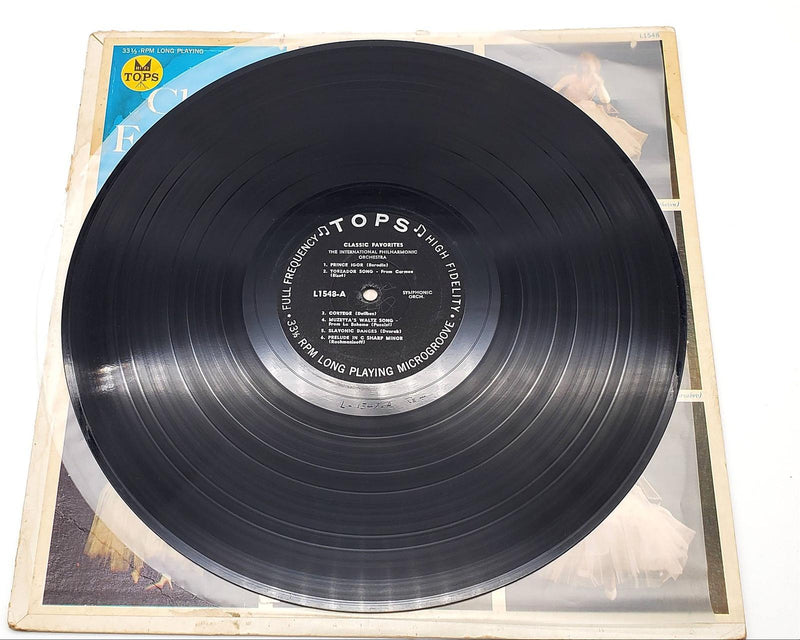 33⅓ RPM LONG PLAYING
L1548
TOPS
TOPS
FULL FREQUENCY
HIGH FIDELITY
CLASSIC FAVORITES
THE INTERNATIONAL PHILHARMONIC
ORCHESTRA
1. PRINCE IGOR (Borodin)
2. TOREADOR SONG - From Carmen
(Bizet)
L1548-A
SYMPHONIC
ORCH.
3. CORTEGE (Delibes)
4. MUZETTA'S WALTZ SONG -
From La Boheme (Puccini)
5. SLAVONIC DANCES (Dvorak)
6. PRELUDE IN C SHARP MINOR
(Rachmaninoff)
33⅓ RPM LONG PLAYING MICROGROOVE